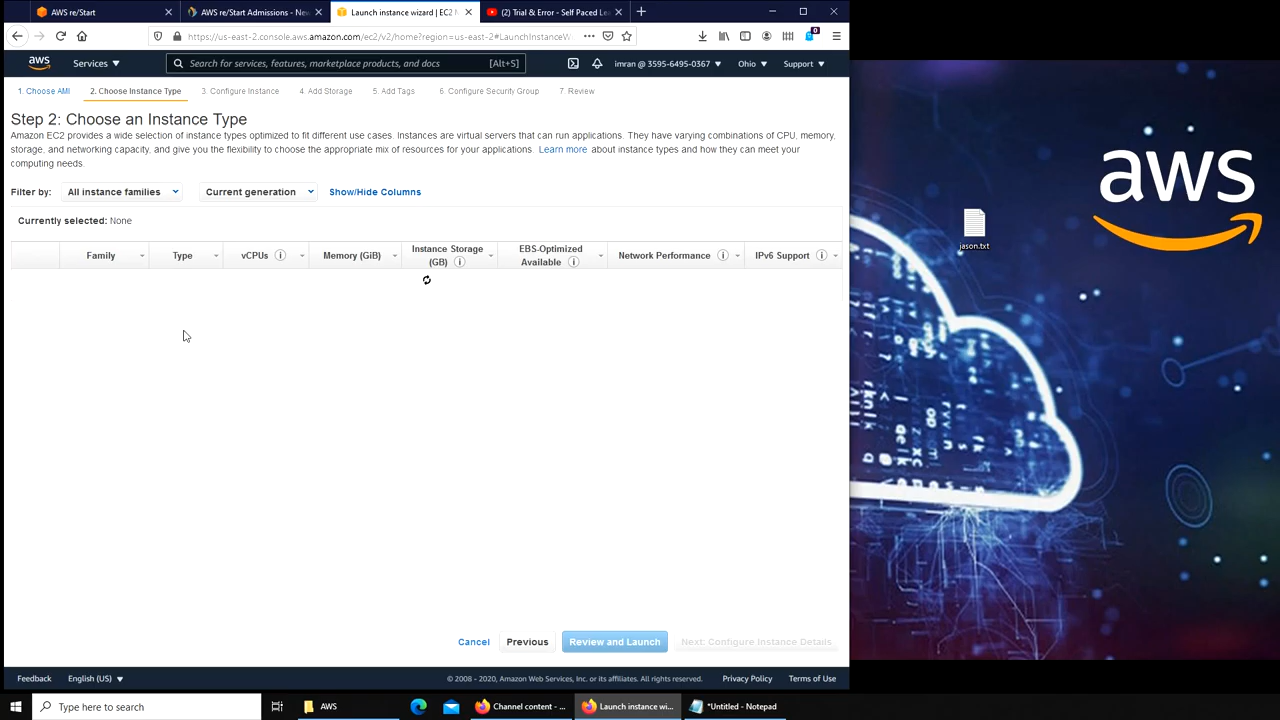 AWS re/Start
AWS re/Start Admissions - New
Launch instance wizard | EC2 M
(2) Trial & Error - Self Paced Lea
https://us-east-2.console.aws.amazon.com/ec2/v2/home?region=us-east-2#LaunchInstanceW
0
aws
Services
Search for services, features, marketplace products, and docs
[Alt+S]
imran @ 3595-6495-0367
Ohio
Support
1. Choose AMI
2. Choose Instance Type
3. Configure Instance
4. Add Storage
5. Add Tags
6. Configure Security Group
7. Review
Step 2: Choose an Instance Type
Amazon EC2 provides a wide selection of instance types optimized to fit different use cases. Instances are virtual servers that can run applications. They have varying combinations of CPU, memory,
storage, and networking capacity, and give you the flexibility to choose the appropriate mix of resources for your applications. Learn more about instance types and how they can meet your
computing needs.
Filter by:
All instance families
Current generation
Show/Hide Columns
Currently selected: None
Family
Type
vCPUs
Memory (GiB)
Instance Storage
(GB)
EBS-Optimized
Available
Network Performance
IPv6 Support
Cancel
Previous
Review and Launch
Next: Configure Instance Details
Feedback
English (US)
© 2008 - 2020, Amazon Web Services, Inc. or its affiliates. All rights reserved.
Privacy Policy
Terms of Use
Type here to search
AWS
Channel content - ...
Launch instance wi...
*Untitled - Notepad
aws
jason.txt